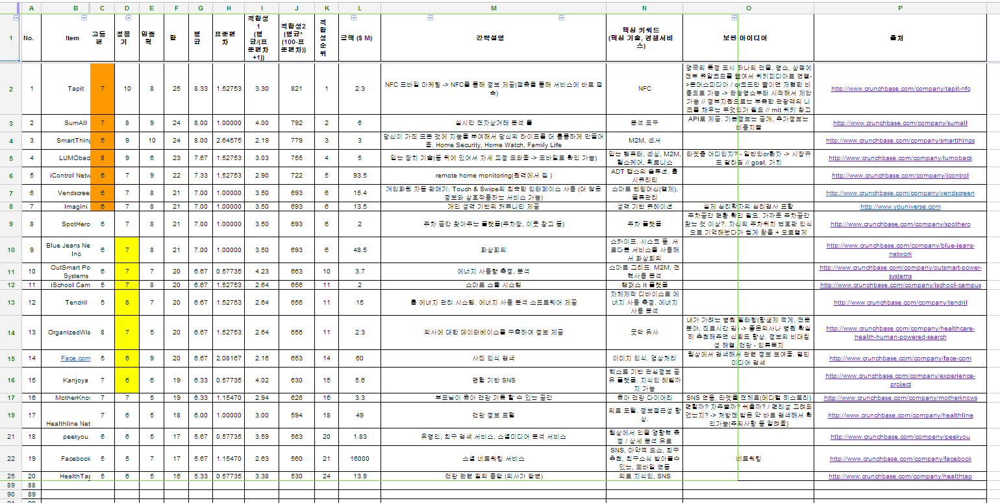 A B C D E F G H I J K L M N O P
1 No. Item 고동현 정용기 임종혁 합 평균 표준편차 적합성1 (평균/(표준편차+1)) 적합성2 (평균*(100-표준편차)) 적합성순위 금액 ($ M) 간략설명 핵심 키워드 (핵심 기술, 경쟁서비스) 보완 아이디어 출처
2 1 Tapit 7 10 8 25 8.33 1.52753 3.30 821 1 2.3 NFC 모바일 마케팅 -> NFC를 통해 정보 제공(접촉을 통해 서비스에 바로 접속) NFC 영국의 특정 도시 하나의 건물, 명소, 상점에 전부 큐알코드를 붙여서 위키피디아로 연결->몬머스피디아 // qr코드만 붙이면 저렴한 비용으로 가능 -> 관광명소부터 시작해서 제안 가능 // 정부지원으로는 부족한 관광객의 니즈를 채우는 무엇인가 필요 // mit 위키 참고 http://www.crunchbase.com/company/tapit-nfc
3 2 SumAll 7 8 9 24 8.00 1.00000 4.00 792 2 6 실시간 전자상거래 분석 툴 분석 도구 API로 제공. 기본정보는 공개, 추가정보는 비용지불 http://www.crunchbase.com/company/sumall
4 3 SmartThing 5 9 10 24 8.00 2.64575 2.19 779 3 3 당신이 가진 모든 것에 지능을 부여해서 당신의 라이프를 더 훌륭하게 만들어줌. Home Security, Home Watch, Family Life M2M, 센서 http://www.crunchbase.com/company/smartthings
5 4 LUMObac 8 9 6 23 7.67 1.52753 3.03 755 4 5 입는 장치 기술(등 뒤에 있어서 자세 교정 도와줌 -> 모바일로 확인 가능) 입는 컴퓨터, 센싱, M2M, 헬스케어, 휘트니스 타켓층 어디인지? - 일반인or환자 -> 시장규모 달라짐 // goal, 가치 http://www.crunchbase.com/company/lumoback
6 5 iControl Netw 6 7 9 22 7.33 1.52753 2.90 722 5 93.5 remote home monitoring(원격에서 집 ) ADT 캡스의 솔루션. 홈 시큐리티 http://www.crunchbase.com/company/icontrol
7 6 Vendscree 6 7 8 21 7.00 1.00000 3.50 693 6 15.4 개인화된 자동 판매기. Touch & Swipe의 친숙한 인터페이스 사용 (더 많은 정보와 상호작용하는 서비스 가능) 스마트 벤딩머신(결제), 물류관리 http://www.crunchbase.com/company/vendscreen
8 7 Imagini 6 7 8 21 7.00 1.00000 3.50 693 6 13.5 개인 성격 기반의 커뮤니티 제공 성격 기반 큐레이션 실제 심리학자의 심리검사 포함 http://www.youniverse.com
9 8 SpotHero 6 7 8 21 7.00 1.00000 3.50 693 6 2 주차 공간 찾아주는 플랫폼(주차장, 이웃 창고 등) 주차 플랫폼 주차공간 현황 확인 필요. 가까운 주차공간 찾는 것 이상?. 자신의 주차위치 번호판 인식으로 기억해놨다가 쉽게 찾음 + 오토결제 http://www.crunchbase.com/company/spothero
10 9 Blue Jeans Ne Inc 6 7 8 21 7.00 1.00000 3.50 693 6 48.5 화상회의 스카이프. 시스코 등. 서로다른 서비스를 사용해서 화상회의 http://www.crunchbase.com/company/blue-jeans-network
11 10 OutSmart Po Systems 6 7 7 20 6.67 0.57735 4.23 663 10 3.7 에너지 사용량 측정, 분석 스마트 그리드. M2M, 전력사용 분석 http://www.crunchbase.com/company/outsmart-power-systems
12 11 iSchool Cam 5 7 8 20 6.67 1.52753 2.64 656 11 2 스마트 스쿨 시스템 캠퍼스 it 플랫폼 http://www.crunchbase.com/company/ischool-campus
13 12 Tendril 5 8 7 20 6.67 1.52753 2.64 656 11 15 홈 에너지 관리 시스템. 에너지 사용 분석 소프트웨어 제공 자체제작 디바이스로 에너지 사용 측정. 에너지 사용 분석 http://www.crunchbase.com/company/tendril
14 13 OrganizedWis 8 7 5 20 6.67 1.52753 2.64 656 11 2.3 의사에 대한 데이터베이스를 구축하여 정보 제공 굿닥 유사 내가 가려는 병원 필터링(항생제 적게, 전문분야, 진료시간 김) -> 좋은의사나 병원 확실히 추천해주면 신뢰도 향상. 정보의 비대칭성 해결. 건강 - 인류복지 http://www.crunchbase.com/company/healthcare-health-human-powered-search
15 14 Face.com 5 6 9 20 6.67 2.08167 2.16 653 14 60 사진 인식 검색 이미지 인식. 영상처리 웹상에서 검색해서 관련 정보 보여줌. 멀티미디어 검색 http://www.crunchbase.com/company/face-com
16 15 Kanjoya 7 6 6 19 6.33 0.57735 4.02 630 15 5.6 경험 기반 SNS 텍스트 기반 관심정보 공유 플랫폼. 지식인 레벨까지 가능 http://www.crunchbase.com/company/experience-project
17 16 MotherKnov 7 7 5 19 6.33 1.15470 2.94 626 16 3.3 부모님이 육아 건강 기록 할 수 있는 공간 육아 건강 다이어리 SNS 연동, 타켓을 전체로(메디컬 히스토리) http://www.crunchbase.com/company/motherknows
19 17 Healthline Net 7 6 5 18 6.00 1.00000 3.00 594 18 49 건강 정보 포털 의료 포털. 정보접근성 향상. 편할까? 자주쓸까? 쉬울까? / 편리성 고려되었는지? -> 처방전 받은 약 바로 검색해서 확인가능(주의사항 등 알려줌) http://www.crunchbase.com/company/healthline
21 18 peekyou 6 6 5 17 5.67 0.57735 3.59 563 20 1.83 유명인, 친구 검색 서비스, 소셜미디어 분석 서비스 웹상에서 인물 영향력 측정 / 상세 분석 유료 http://www.crunchbase.com/company/peekyou
22 19 Facebook 5 5 7 17 5.67 1.15470 2.63 560 21 16000 소셜 네트워킹 서비스 SNS, 마약적 요소, 친구추천, 친구소식 받아볼수있는, 모바일 연동 네트워킹 http://www.crunchbase.com/company/facebook
25 20 HealthTap 5 6 5 16 5.33 0.57735 3.38 530 24 13.9 건강 관련 질의 응답 (의사가 답변) 의료 지식인, SNS http://www.crunchbase.com/company/healthtap
89 88
90 89